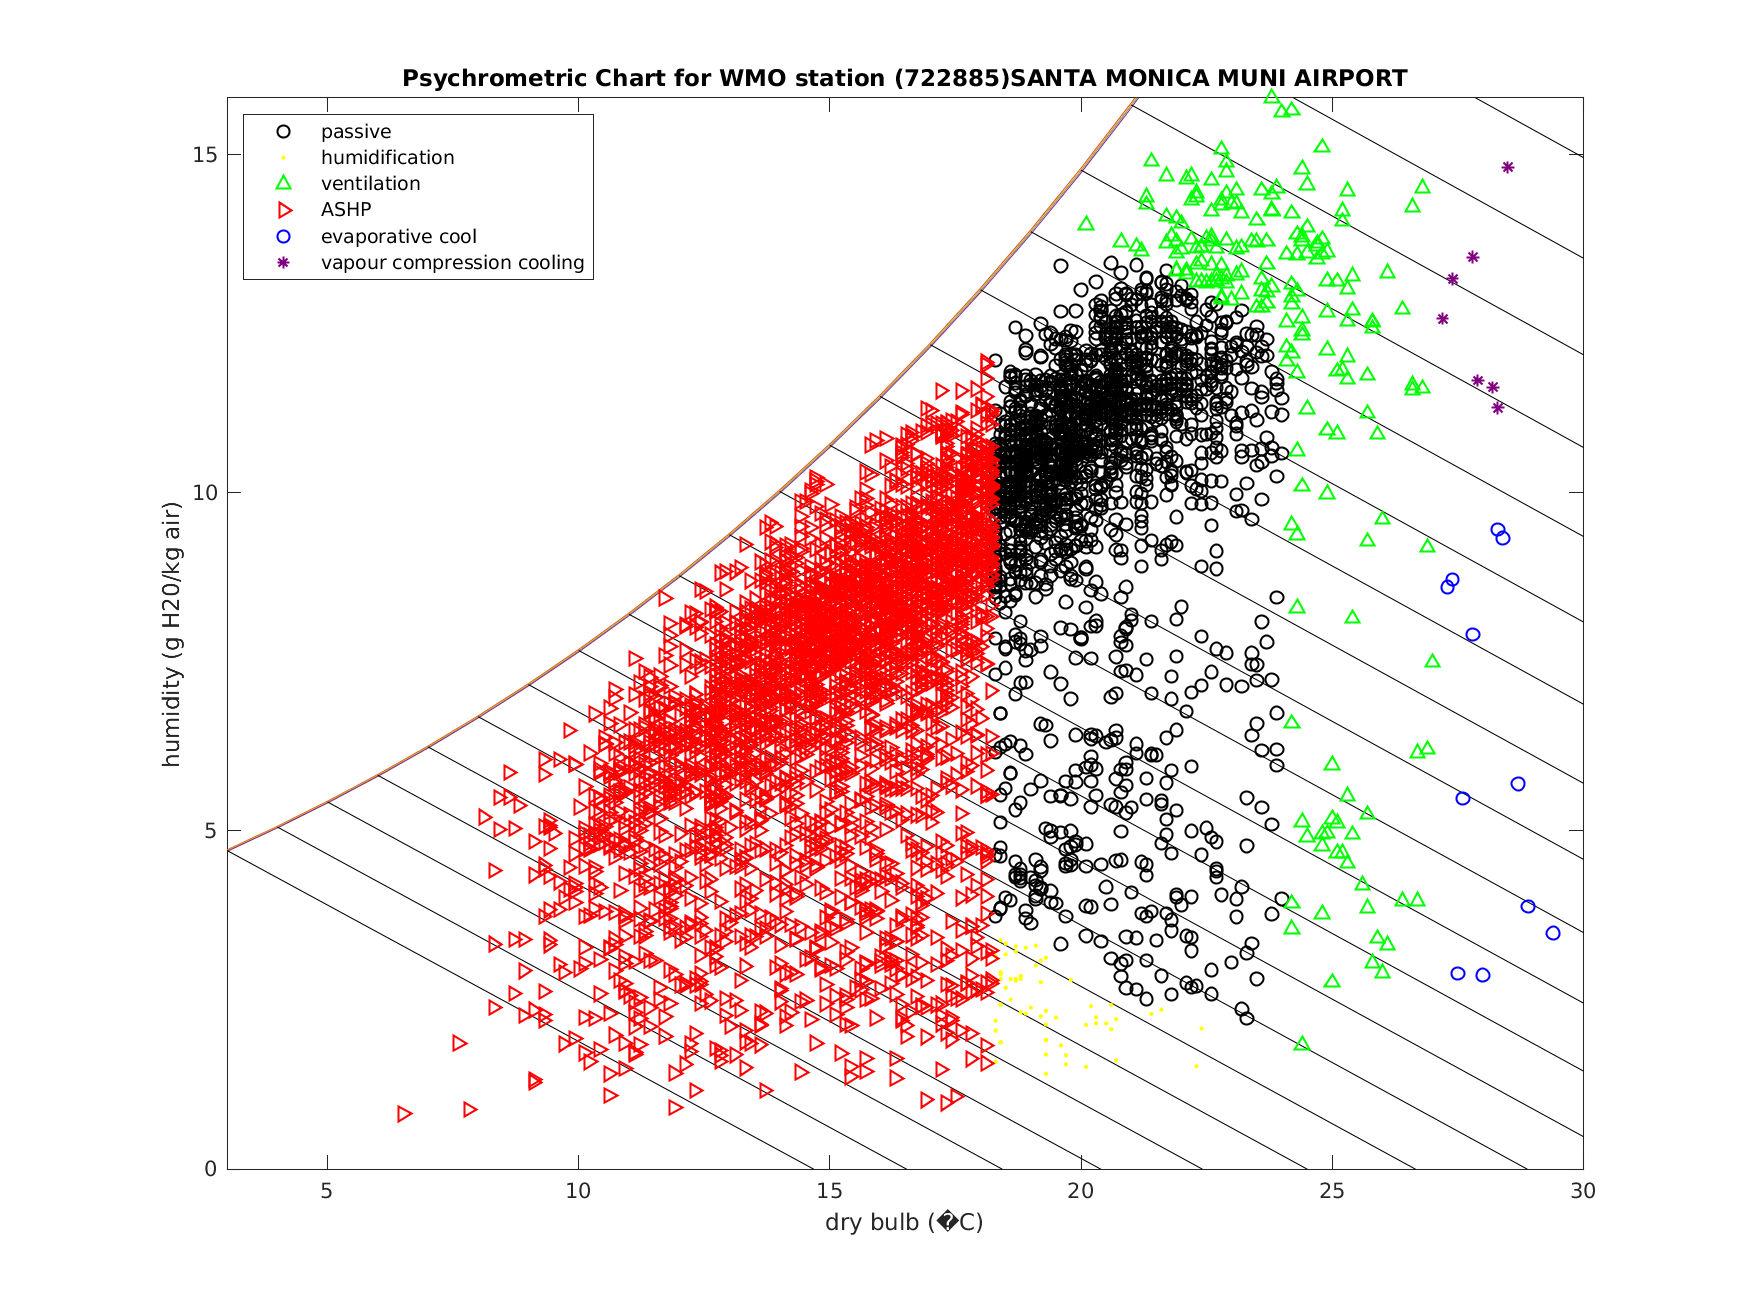 Psychrometric Chart for WMO station (722885)SANTA MONICA MUNI AIRPORT
passive
humidification
ventilation
ASHP
evaporative cool
vapour compression cooling
humidity (g H20/kg air)
15
10
5
0
5 10 15 20 25 30
dry bulb (�C)